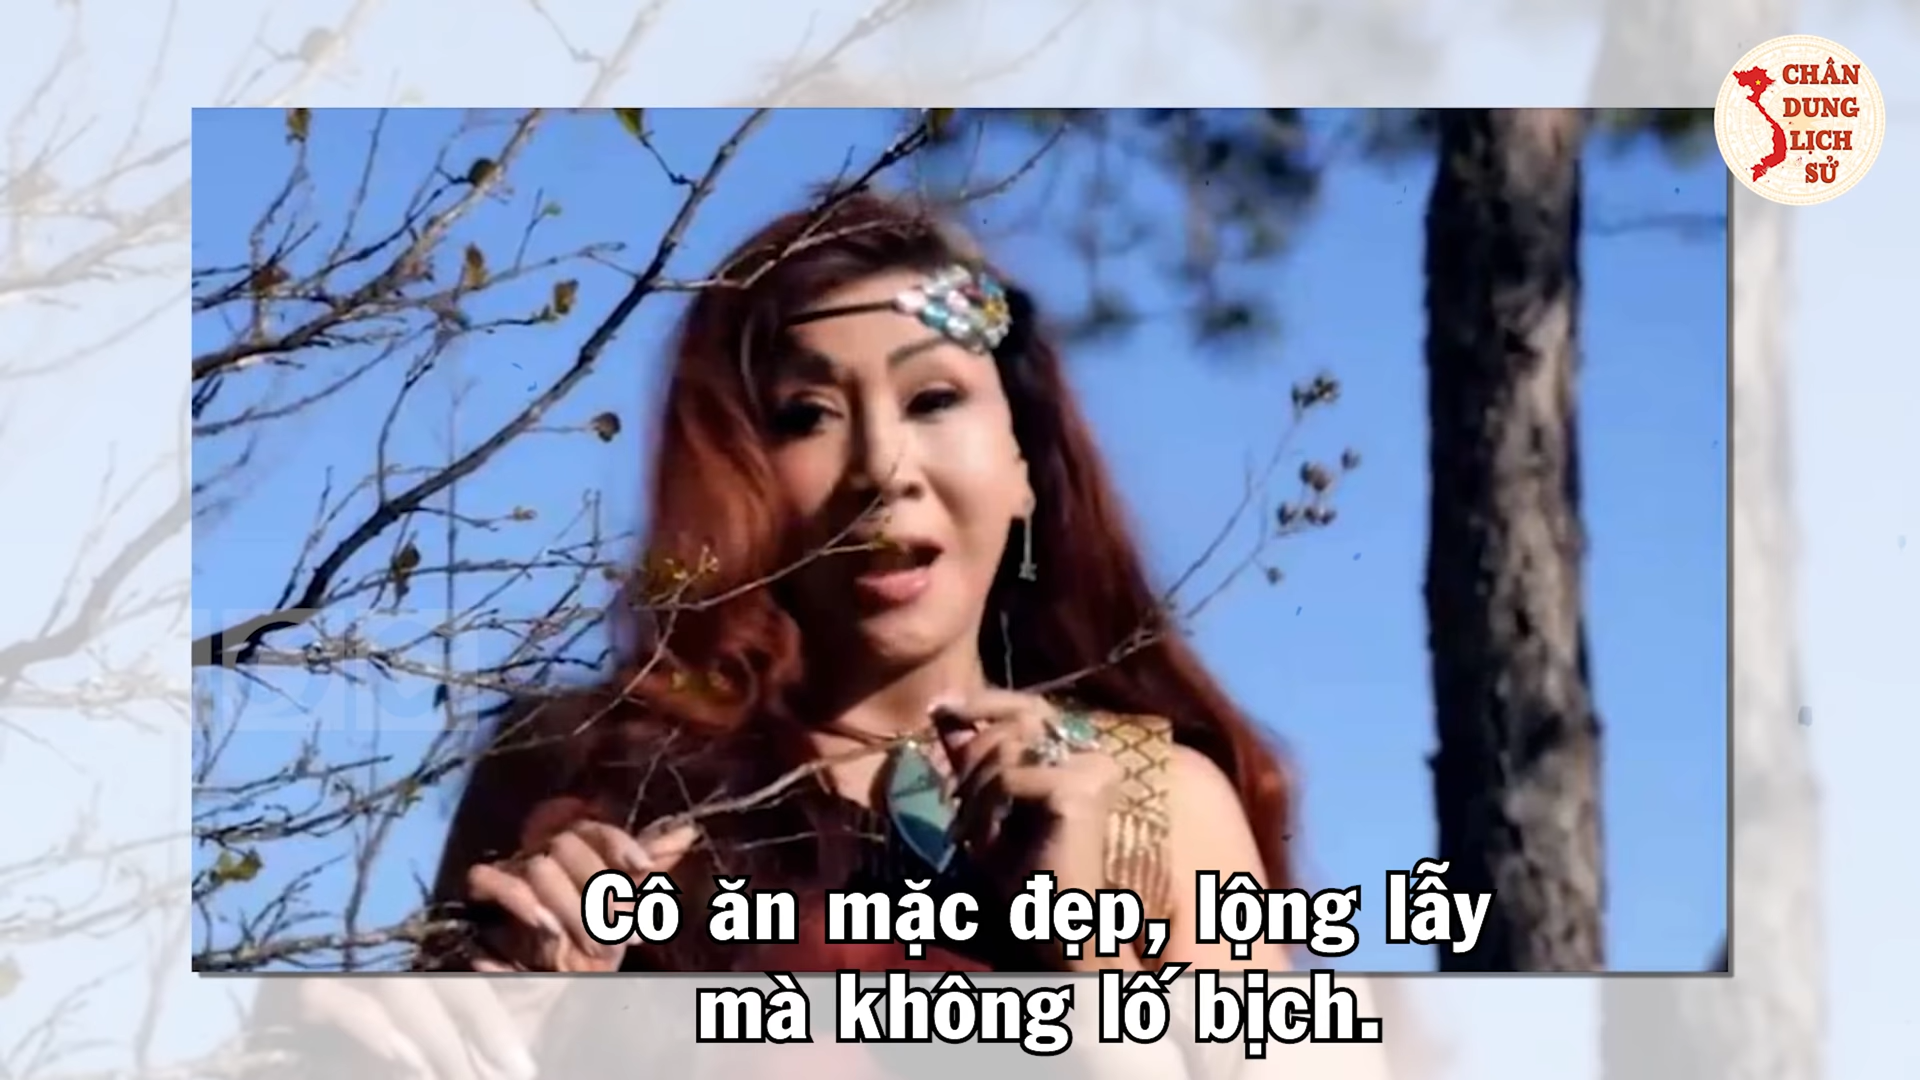 CHÂN
DUNG
LỊCH
SỬ
Cô ăn mặc đẹp, lộng lẫy
mà không lố bịch.